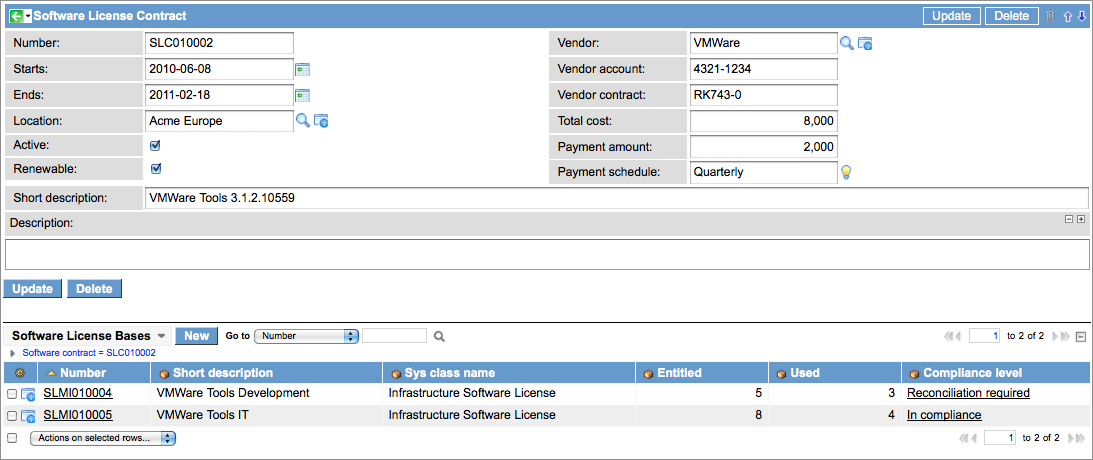 Software License Contract Update Delete
Number: SLC010002 Vendor: VMWare
Starts: 2010-06-08 Vendor account: 4321-1234
Ends: 2011-02-18 Vendor contract: RK743-0
Location: Acme Europe Total cost: 8,000
Active: Payment amount: 2,000
Renewable: Payment schedule: Quarterly
Short description: VMWare Tools 3.1.2.10559
Description:
Update Delete
Software License Bases New Go to Number 1 to 2 of 2
Software contract = SLC010002
Number Short description Sys class name Entitled Used Compliance level
SLMI010004 VMWare Tools Development Infrastructure Software License 5 3 Reconciliation required
SLMI010005 VMWare Tools IT Infrastructure Software License 8 4 In compliance
Actions on selected rows... 1 to 2 of 2